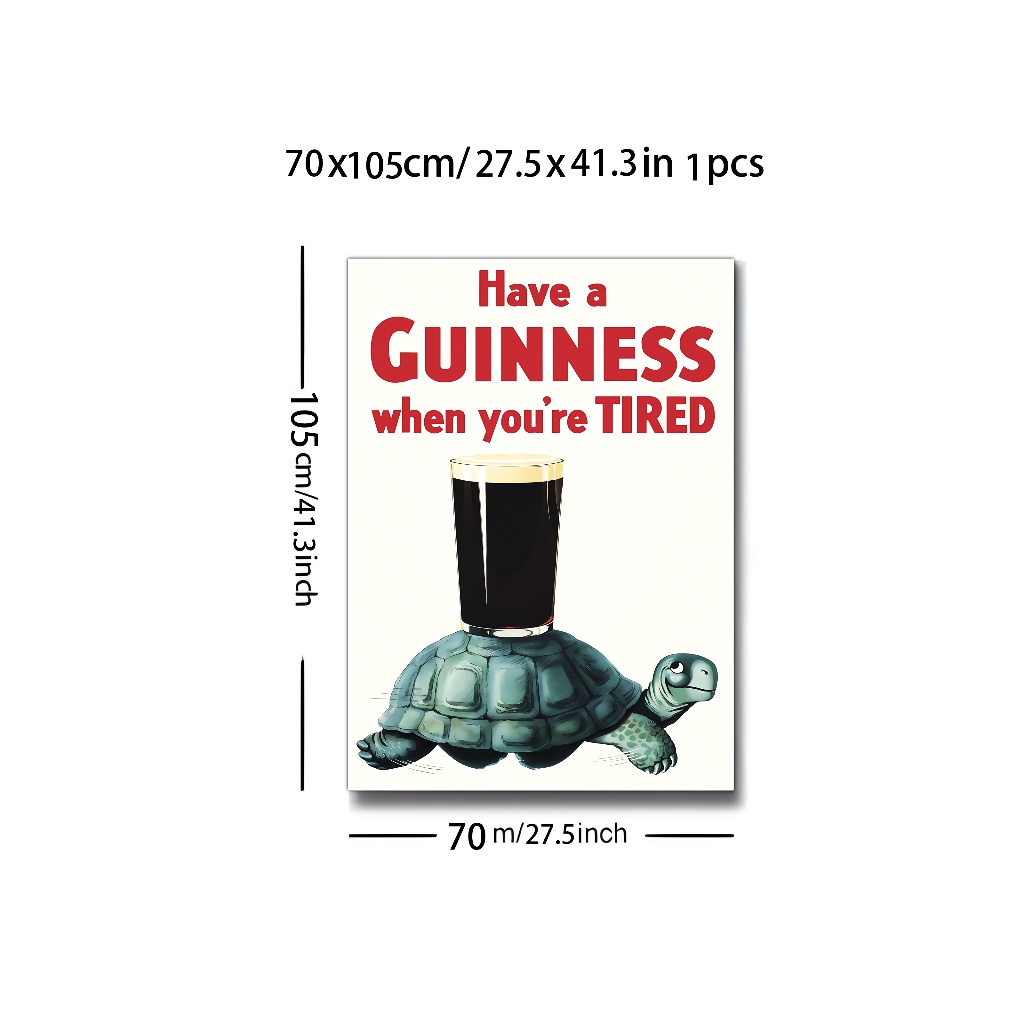 70x105cm/ 27.5x41.3in 1pcs
Have a
GUINNESS
when you're TIRED
105cm/41.3inch
70 m/27.5inch